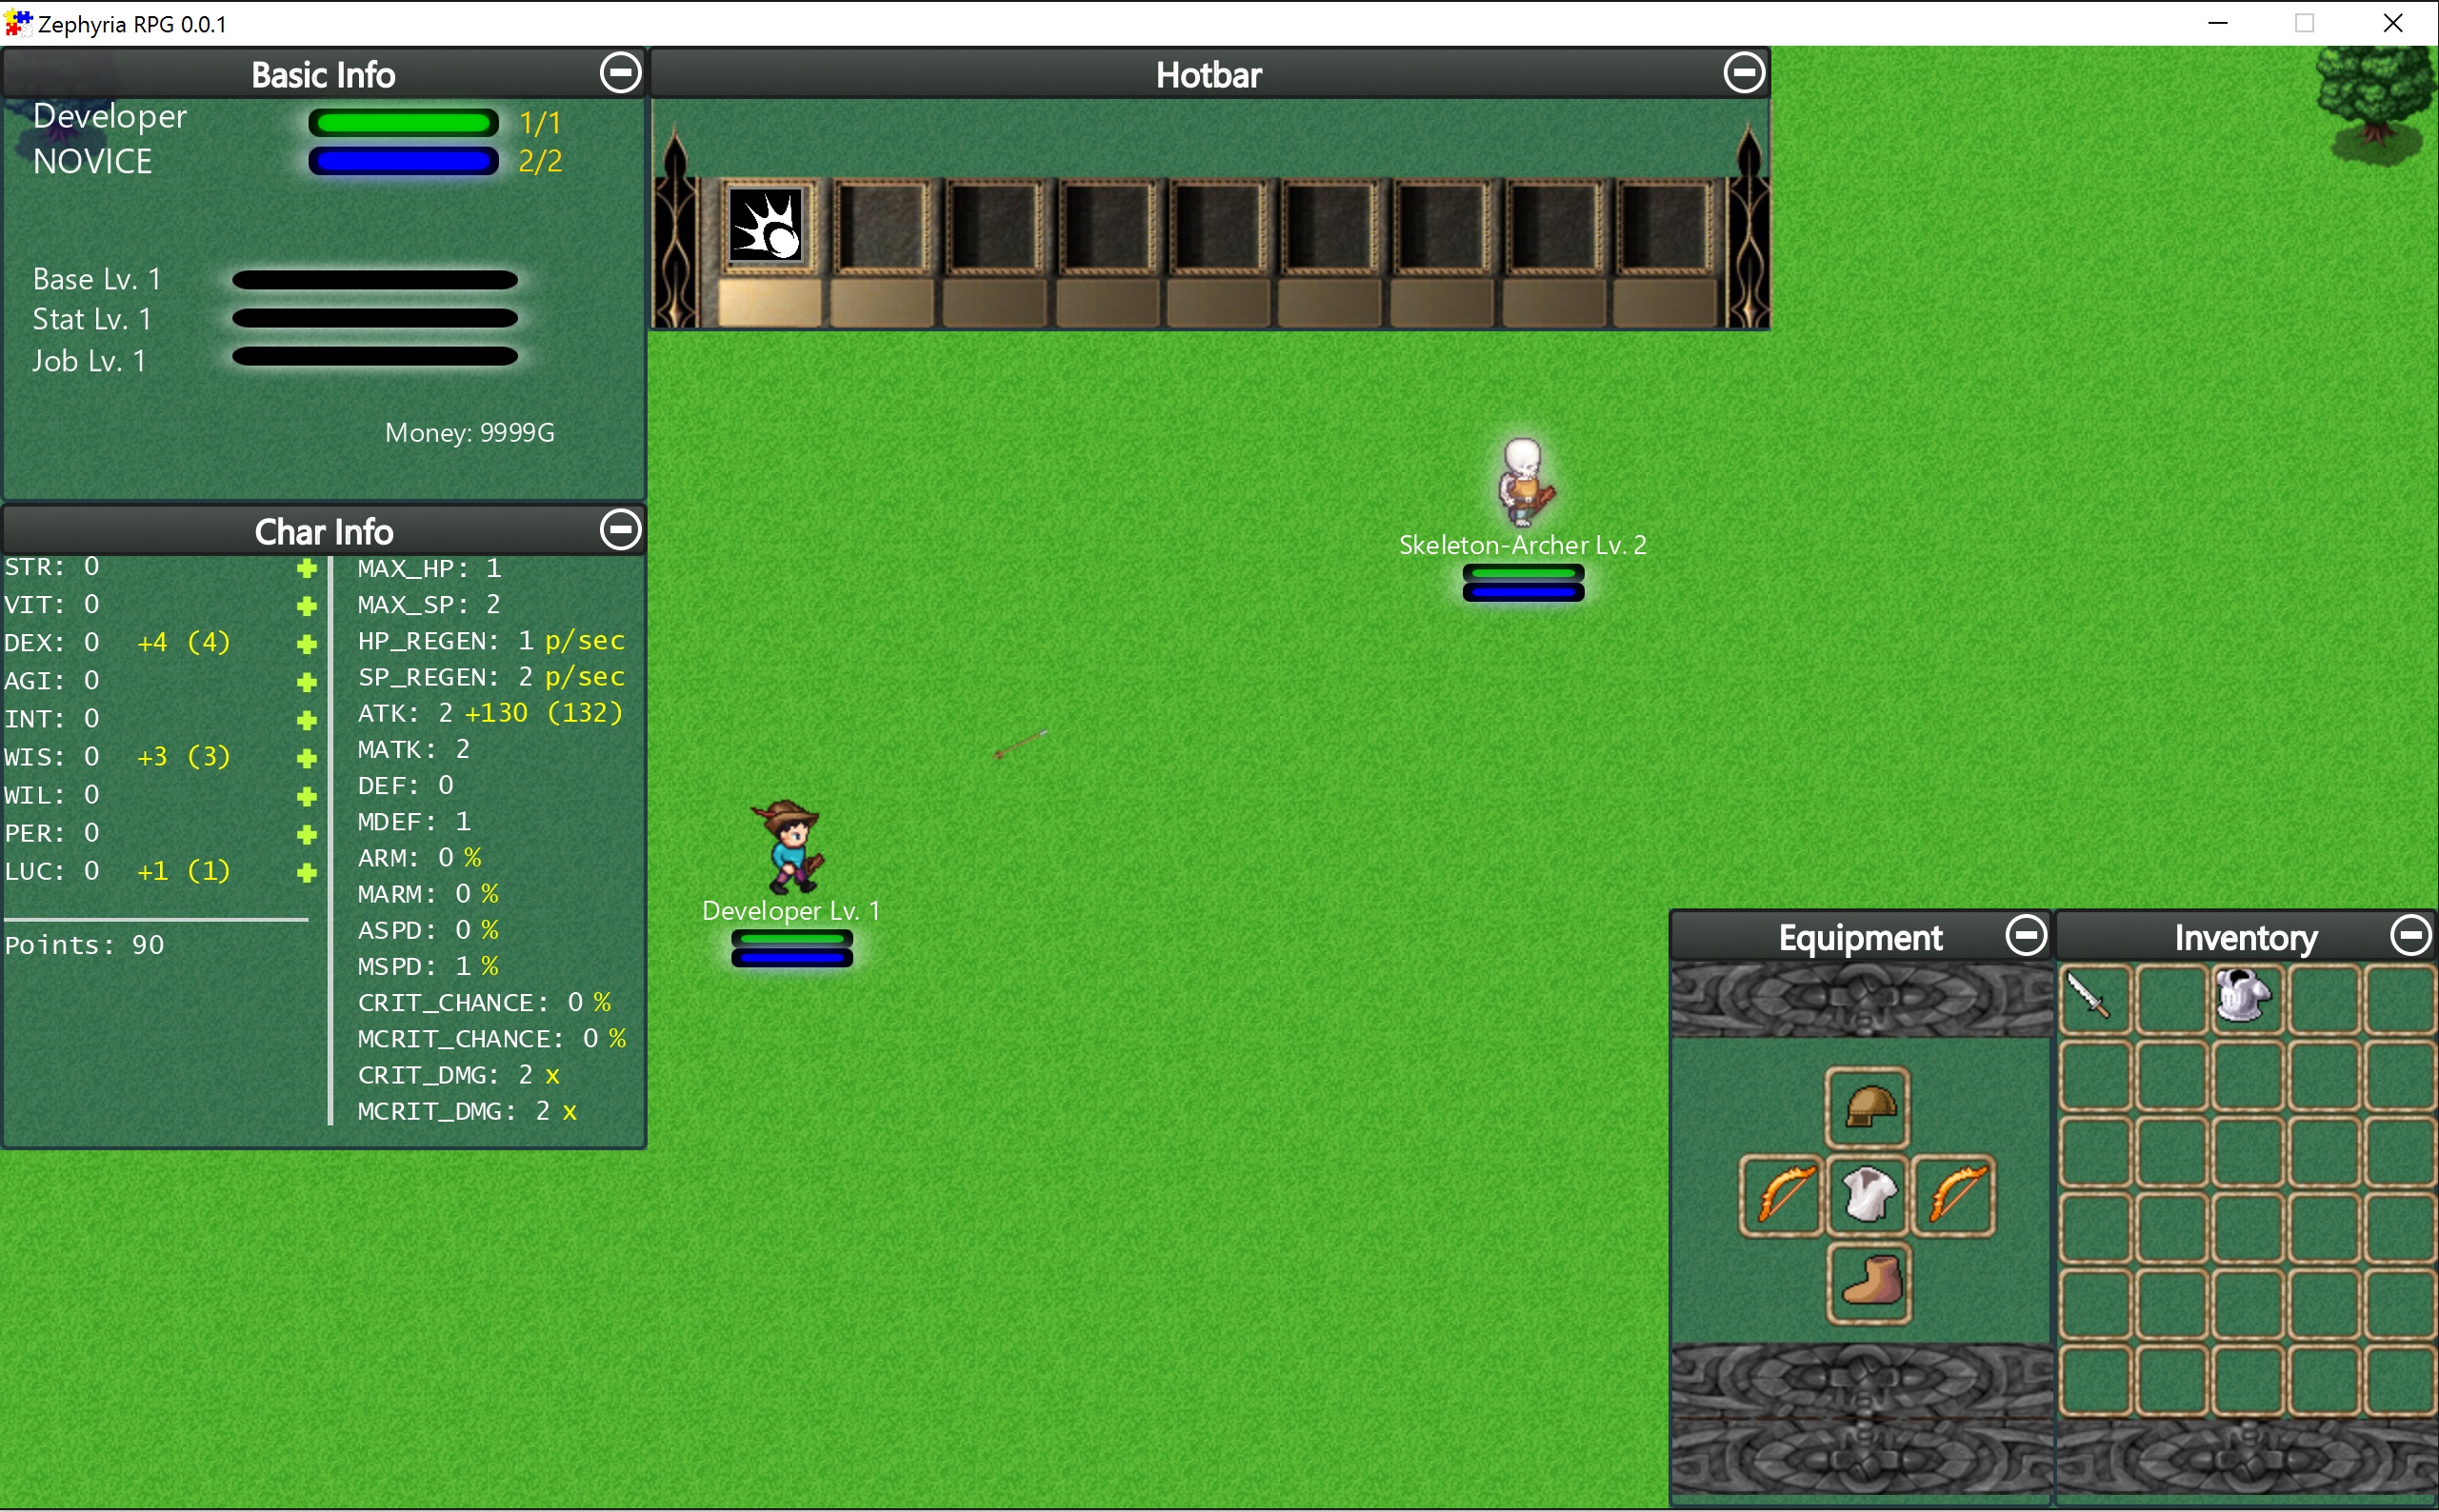 Zephyria RPG 0.0.1
Basic Info
Developer
1/1
NOVICE
2/2
Base Lv. 1
Stat Lv. 1
Job Lv. 1
Money: 9999G
Hotbar
Char Info
STR: 0
VIT: 0
DEX: 0 +4 (4)
AGI: 0
INT: 0
WIS: 0 +3 (3)
WIL: 0
PER: 0
LUC: 0 +1 (1)
Points: 90
MAX_HP: 1
MAX_SP: 2
HP_REGEN: 1 p/sec
SP_REGEN: 2 p/sec
ATK: 2 +130 (132)
MATK: 2
DEF: 0
MDEF: 1
ARM: 0 %
MARM: 0 %
ASPD: 0 %
MSPD: 1 %
CRIT_CHANCE: 0 %
MCRIT_CHANCE: 0 %
CRIT_DMG: 2 x
MCRIT_DMG: 2 x
Skeleton-Archer Lv. 2
Developer Lv. 1
Equipment
Inventory